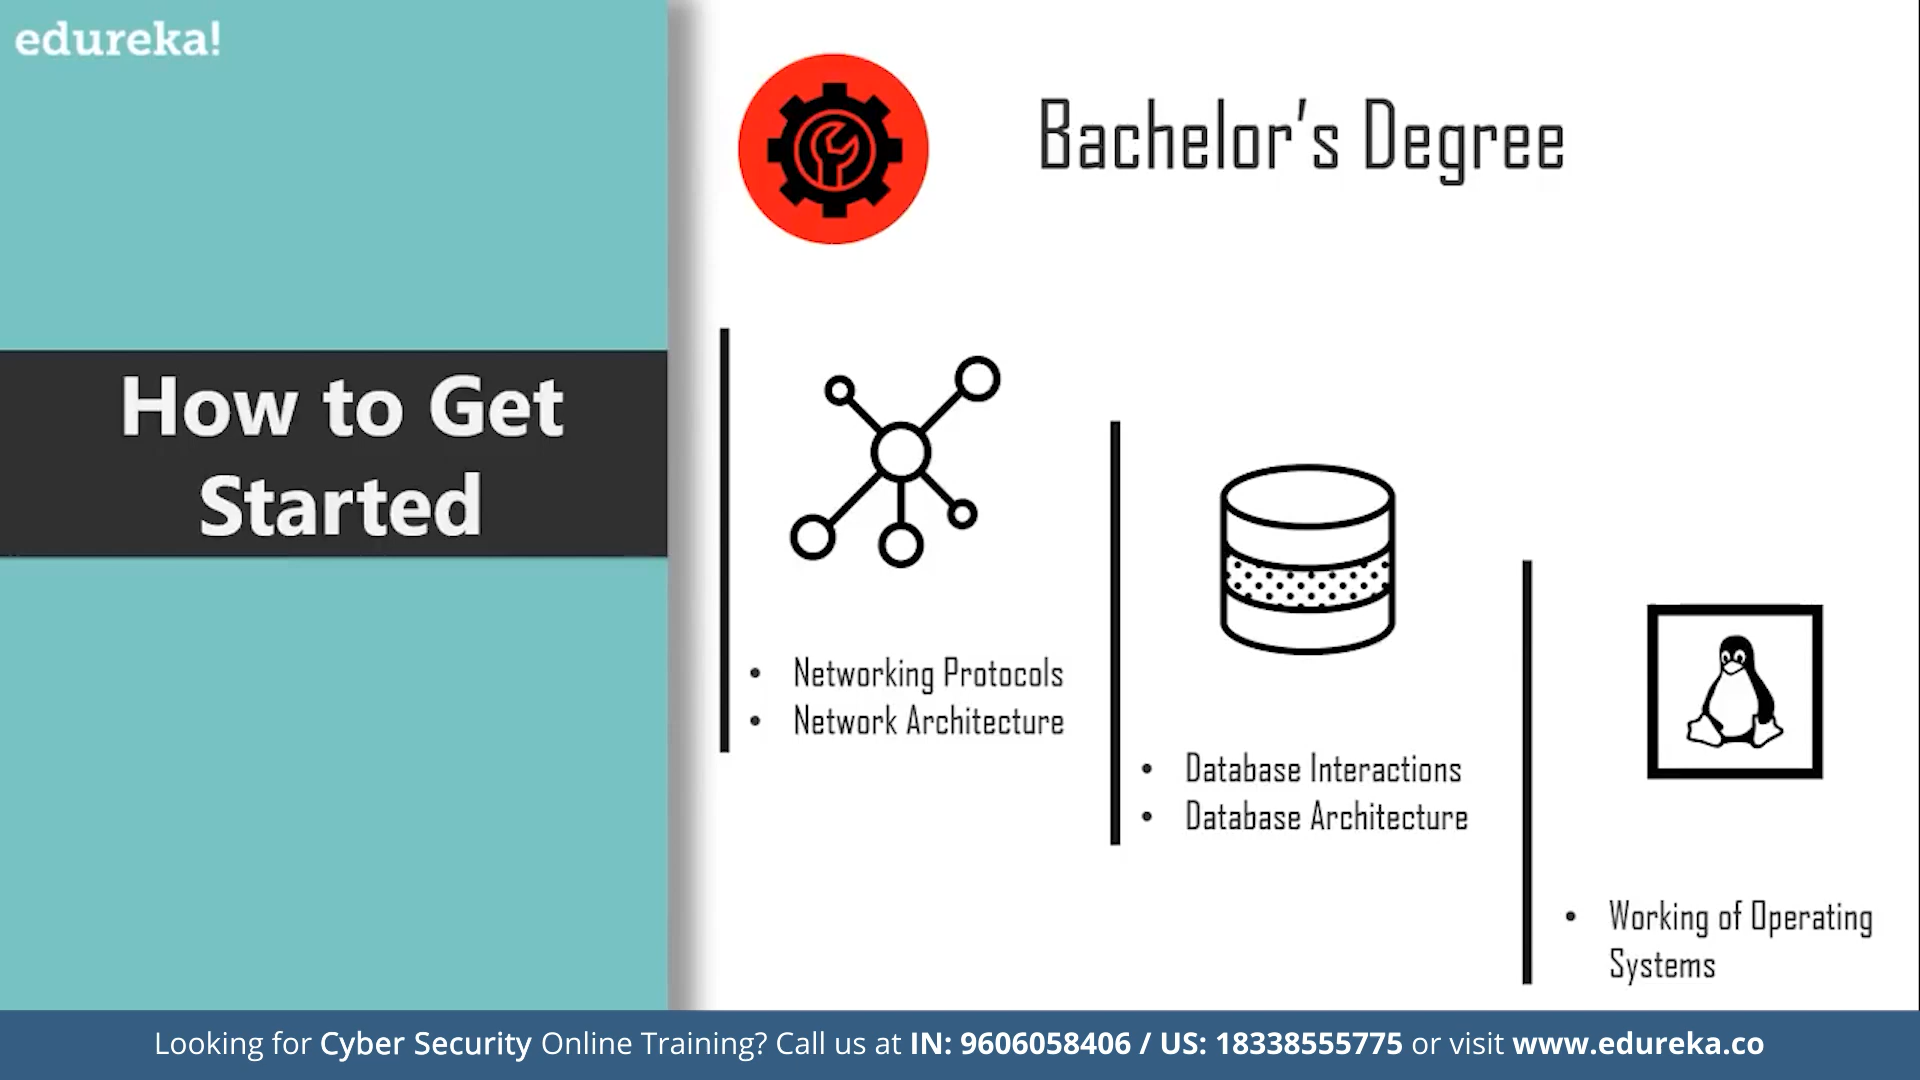 edureka!
How to Get
Started
Bachelor's Degree
• Networking Protocols
• Network Architecture
• Database Interactions
• Database Architecture
• Working of Operating
Systems
Looking for Cyber Security Online Training? Call us at IN: 9606058406 / US: 18338555775 or visit www.edureka.co